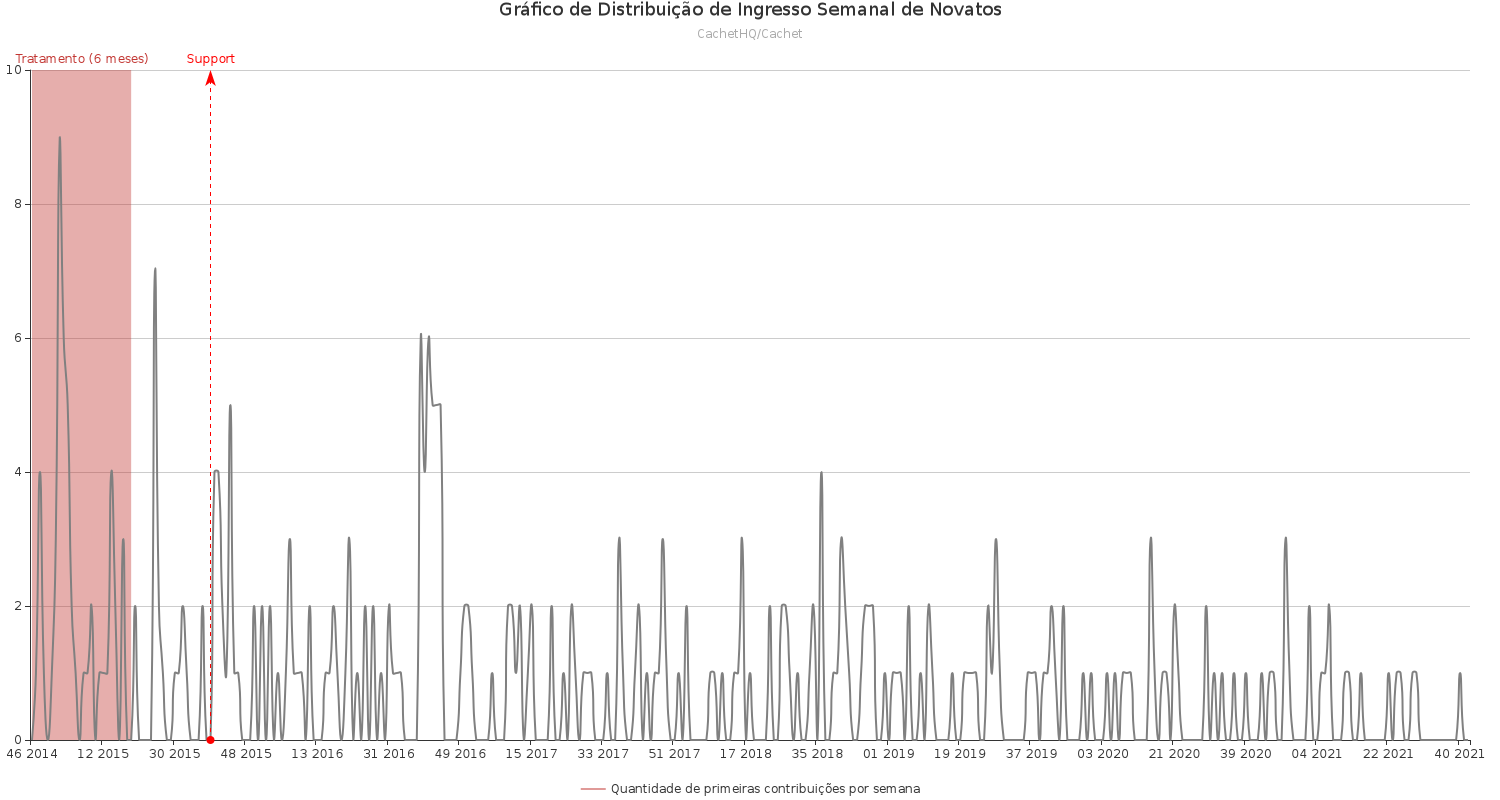 Gráfico de Distribuição de Ingresso Semanal de Novatos
CachetHQ/Cachet
Tratamento (6 meses) Support
10
8
6
4
2
0
46 2014 12 2015 30 2015 48 2015 13 2016 31 2016 49 2016 15 2017 33 2017 51 2017 17 2018 35 2018 01 2019 19 2019 37 2019 03 2020 21 2020 39 2020 04 2021 22 2021 40 2021
Quantidade de primeiras contribuições por semana